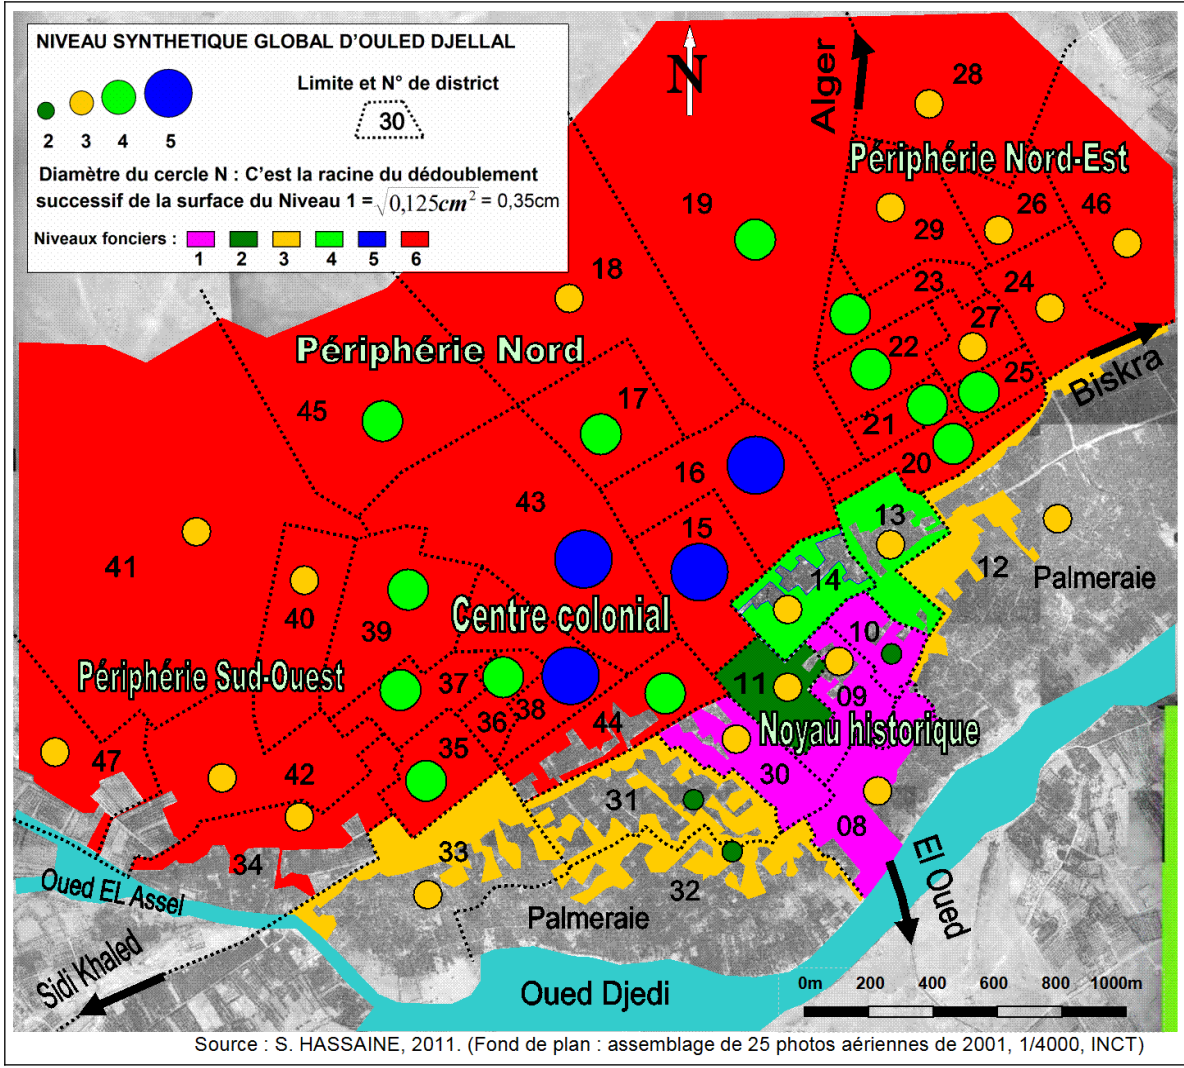 NIVEAU SYNTHETIQUE GLOBAL D'OULED DJELLAL
Limite et N° de district
30
2 3 4 5
Diamètre du cercle N : C'est la racine du dédoublement
successif de la surface du Niveau 1 = √0,125cm² = 0,35cm
Niveaux fonciers :
1 2 3 4 5 6
N
Alger
28
Périphérie Nord-Est
19
29
26
46
18
23
24
27
Périphérie Nord
22
25
Biskra
45
17
21
20
16
43
15
13
41
14
12
Palmeraie
40
39
Centre colonial
10
Périphérie Sud-Ouest
37
11
09
36
38
44
Noyau historique
47
42
35
30
31
08
33
34
32
El Oued
Oued EL Assel
Palmeraie
Sidi Khaled
Oued Djedi
0m 200 400 600 800 1000m
Source : S. HASSAINE, 2011. (Fond de plan : assemblage de 25 photos aériennes de 2001, 1/4000, INCT)